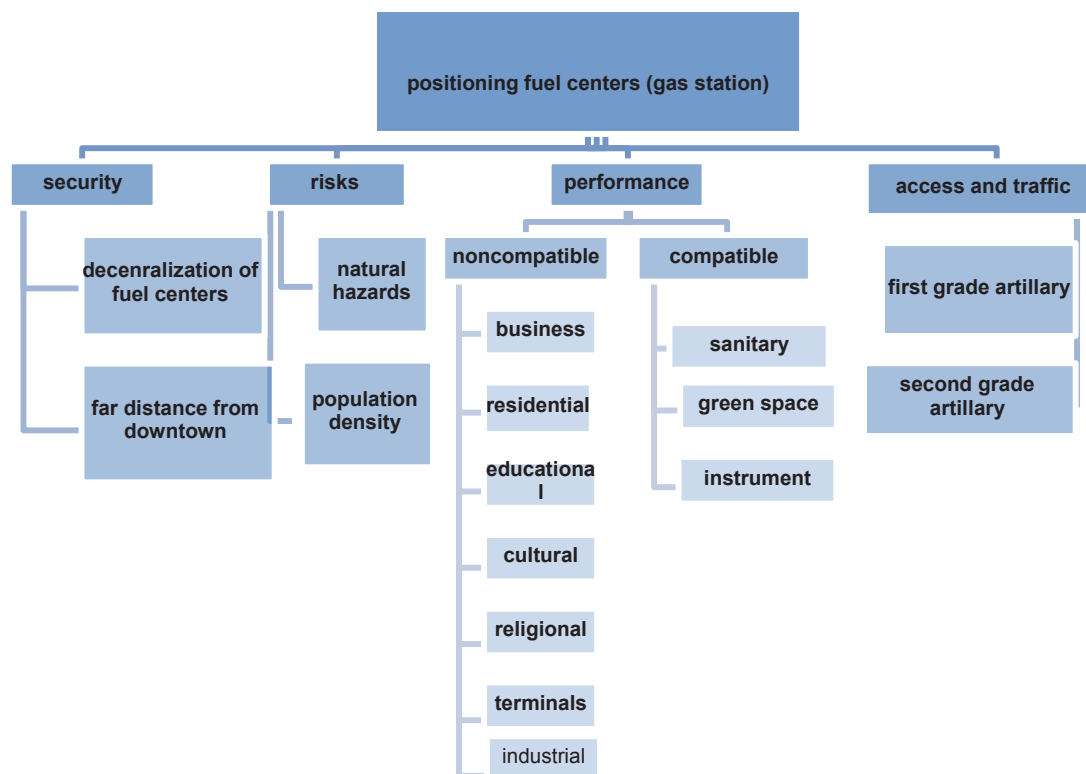 positioning fuel centers (gas station)
security
risks
performance
access and traffic
decenralization of
fuel centers
far distance from
downtown
natural
hazards
population
density
noncompatible
business
residential
educationa
l
cultural
religional
terminals
industrial
compatible
sanitary
green space
instrument
first grade artillary
second grade
artillary